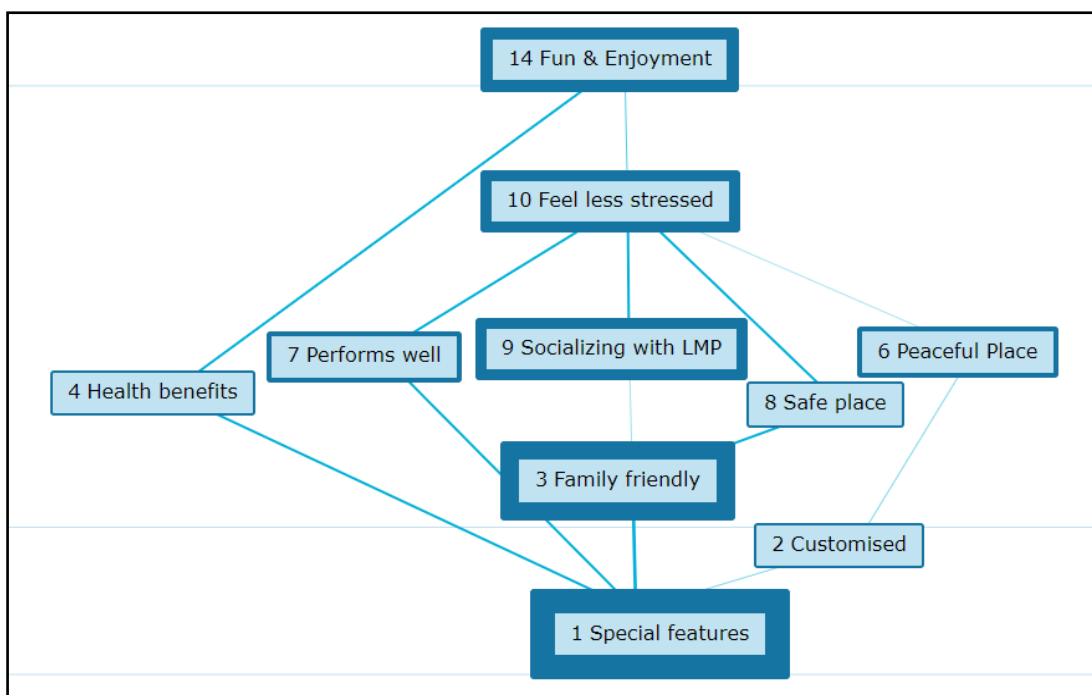 14 Fun & Enjoyment
10 Feel less stressed
7 Performs well
9 Socializing with LMP
6 Peaceful Place
4 Health benefits
8 Safe place
3 Family friendly
2 Customised
1 Special features